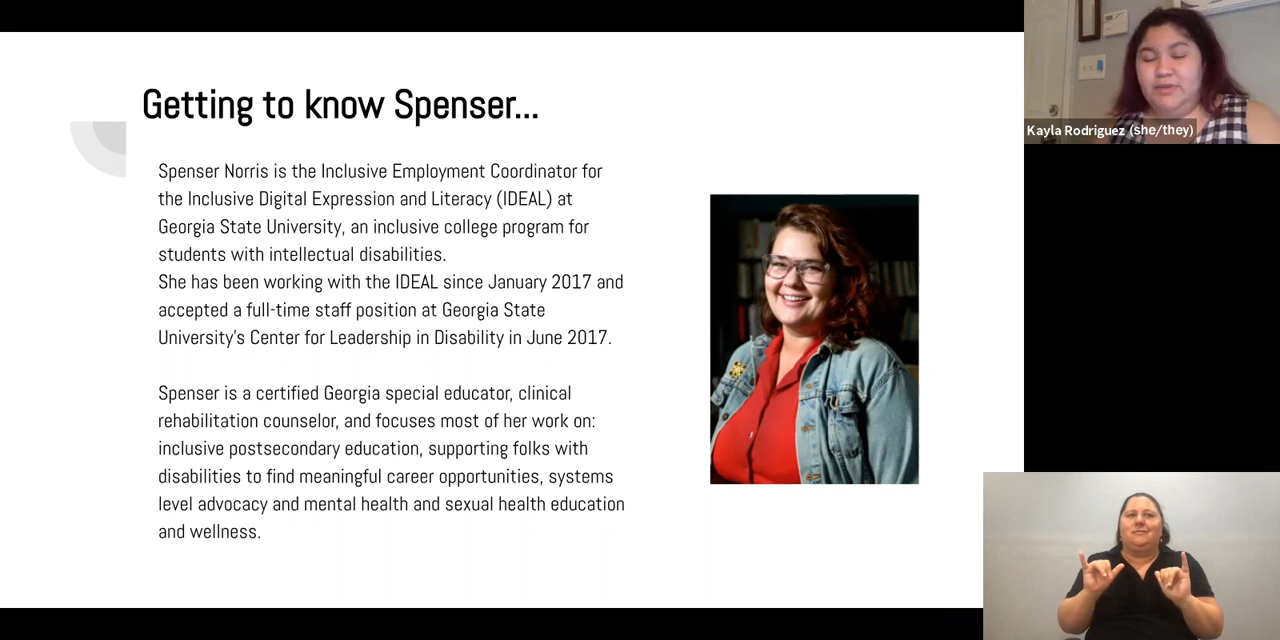 Getting to know Spenser...
Spenser Norris is the Inclusive Employment Coordinator for
the Inclusive Digital Expression and Literacy (IDEAL) at
Georgia State University, an inclusive college program for
students with intellectual disabilities.
She has been working with the IDEAL since January 2017 and
accepted a full-time staff position at Georgia State
University's Center for Leadership in Disability in June 2017.
Spenser is a certified Georgia special educator, clinical
rehabilitation counselor, and focuses most of her work on:
inclusive postsecondary education, supporting folks with
disabilities to find meaningful career opportunities, systems
level advocacy and mental health and sexual health education
and wellness.
Kayla Rodriguez (she/they)